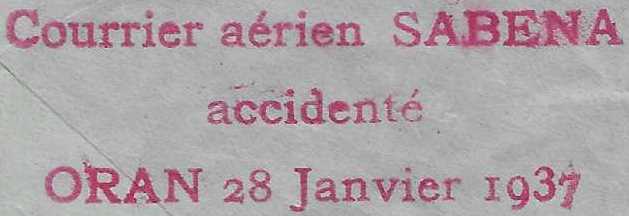 Courrier aérien SABENA
accidenté
ORAN 28 Janvier 1937